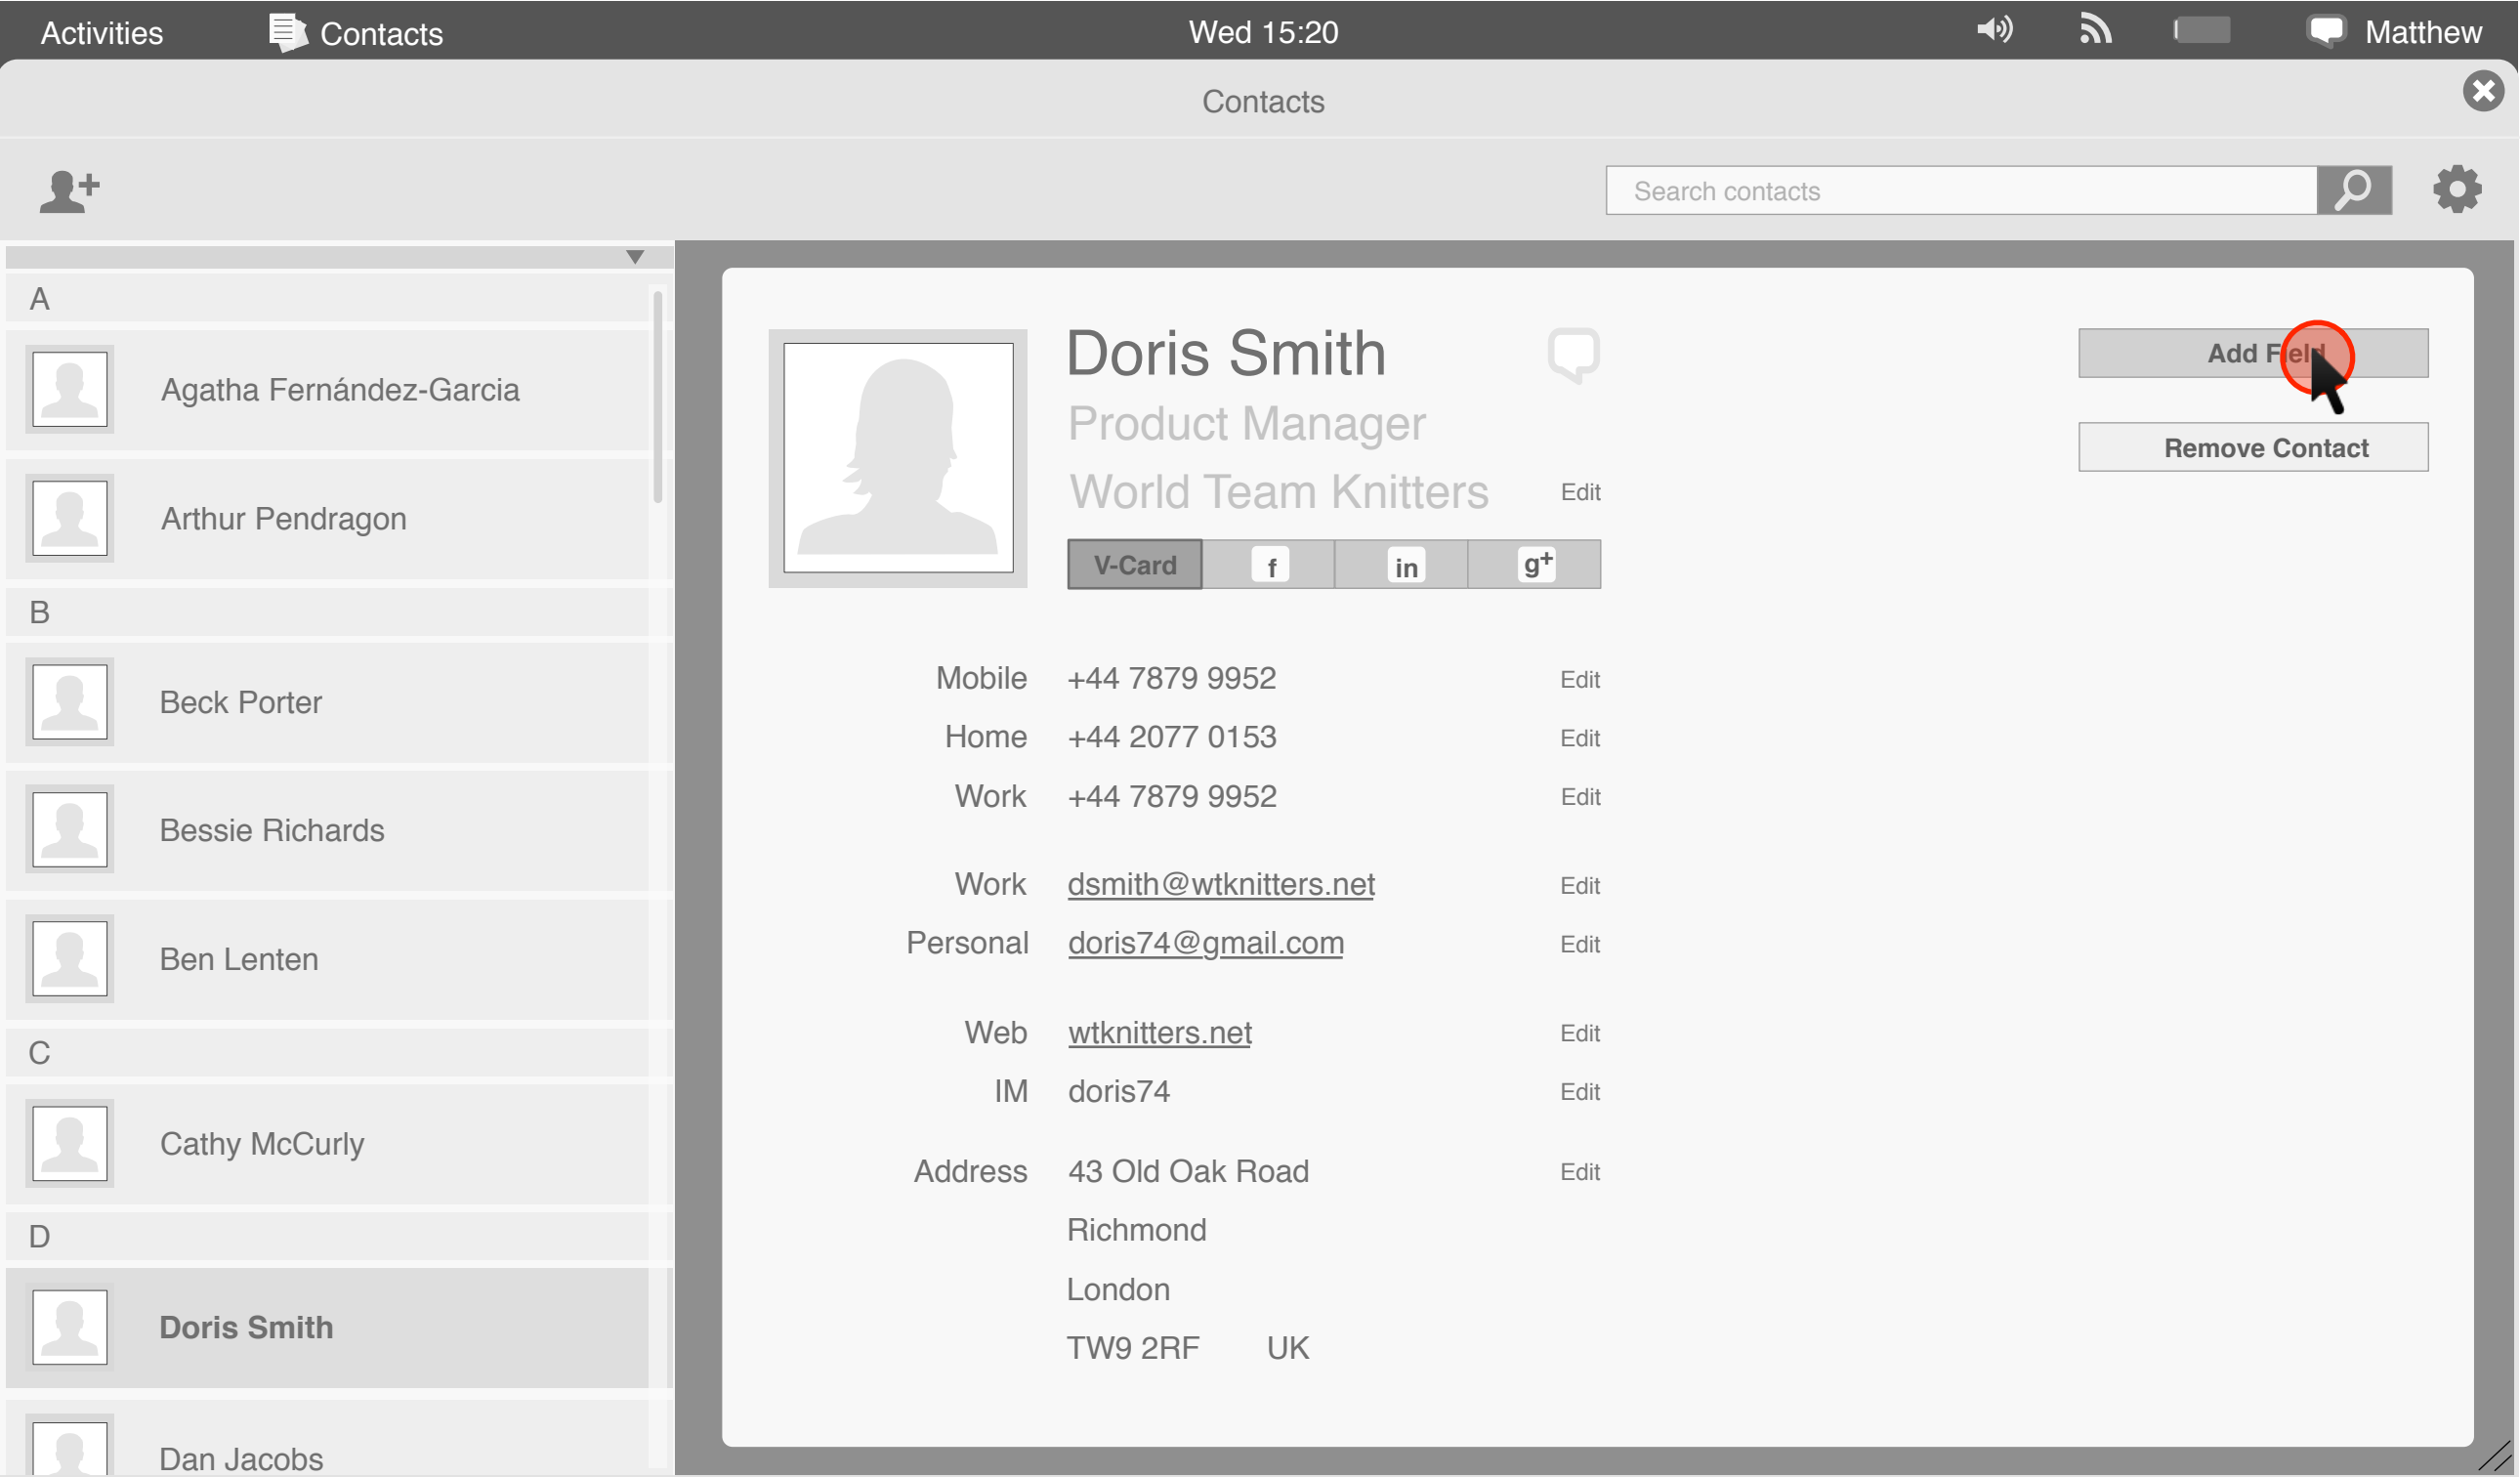 Activities Contacts Wed 15:20 Matthew
Contacts
Search contacts
A
Agatha Fernández-Garcia
Arthur Pendragon
B
Beck Porter
Bessie Richards
Ben Lenten
C
Cathy McCurly
D
Doris Smith
Dan Jacobs
Doris Smith
Product Manager
World Team Knitters Edit
V-Card f in g+
Mobile +44 7879 9952 Edit
Home +44 2077 0153 Edit
Work +44 7879 9952 Edit
Work dsmith@wtknitters.net Edit
Personal doris74@gmail.com Edit
Web wtknitters.net Edit
IM doris74 Edit
Address 43 Old Oak Road Edit
Richmond
London
TW9 2RF UK
Add Field
Remove Contact